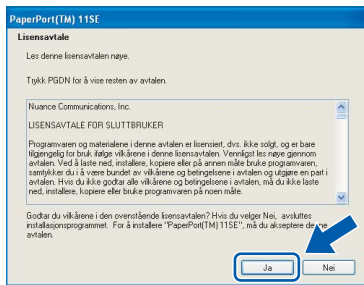 PaperPort(TM) 11SE
Lisensavtale
Les denne lisensavtalen nøye.
Trykk PGDN for å vise resten av avtalen.
Nuance Communications, Inc.
LISENSAVTALE FOR SLUTTBRUKER
Programvaren og materialene i denne avtalen er lisensiert, dvs. ikke solgt, og er bare
tilgjengelig for bruk ifølge vilkårene i denne lisensavtalen. Vennligst les nøye gjennom
avtalen. Ved å laste ned, installere, kopiere eller på annen måte bruke programvaren,
samtykker du i å være bundet av vilkårene og betingelsene i avtalen og utgjøre en part i
avtalen. Hvis du ikke godtar alle vilkårene og betingelsene i avtalen, må du ikke laste
ned, installere, kopiere eller bruke programvaren på noen måte.
Godtar du vilkårene i den ovenstående lisensavtalen? Hvis du velger Nei, avsluttes
installasjonsprogrammet. For å installere "PaperPort(TM) 11SE", må du akseptere
avtalen.
Ja
Nei